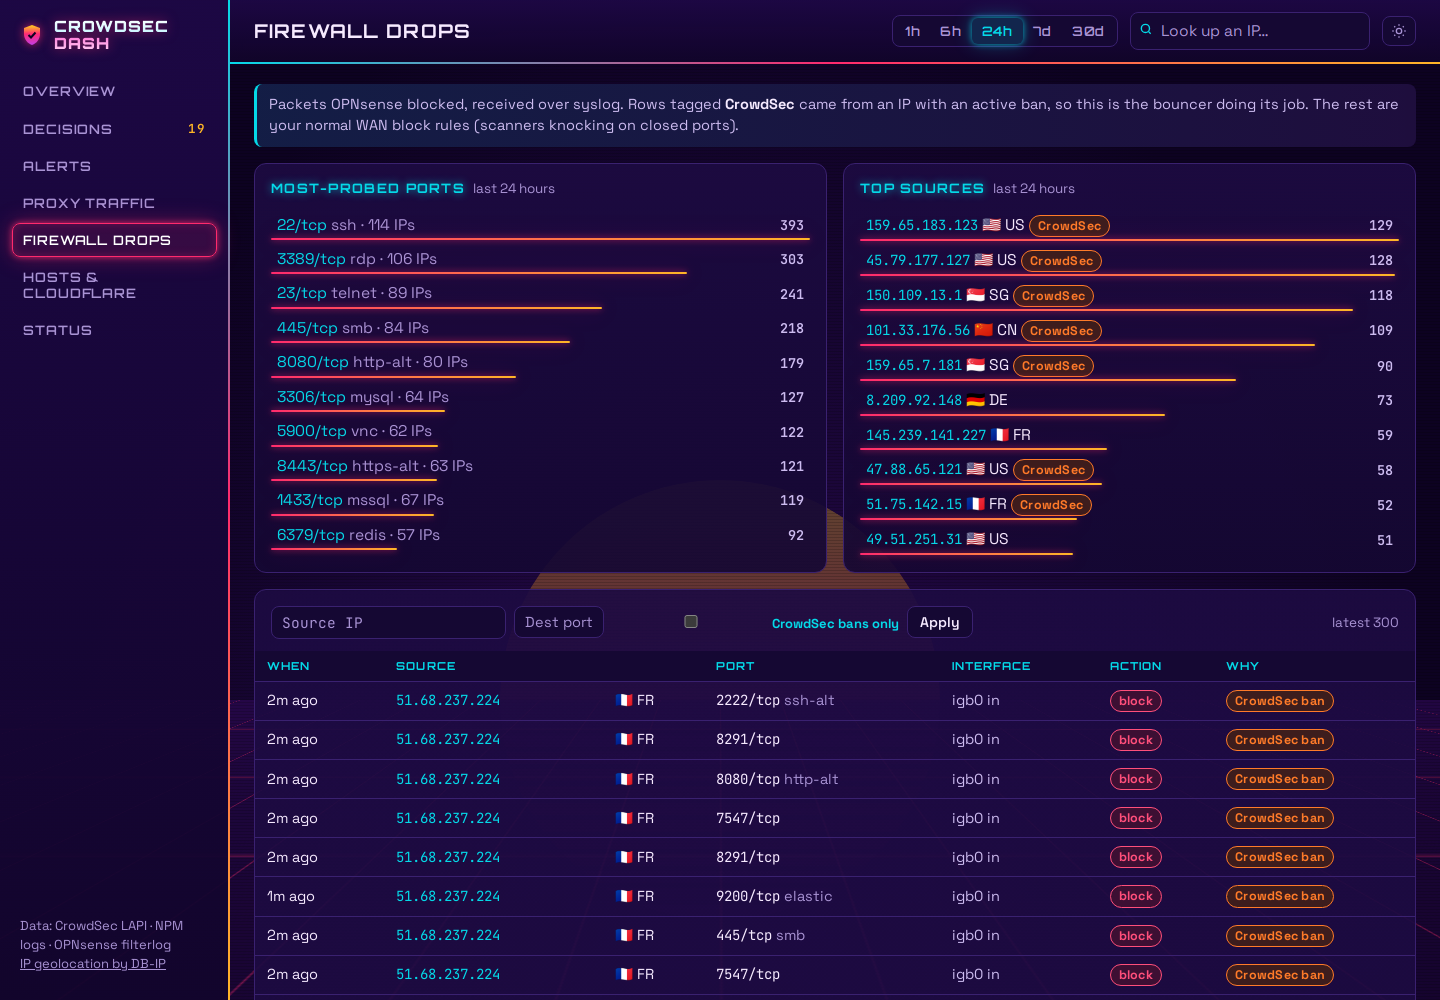 CROWDSEC
DASH
OVERVIEW
DECISIONS 19
ALERTS
PROXY TRAFFIC
FIREWALL DROPS
HOSTS &
CLOUDFLARE
STATUS
Data: CrowdSec LAPI · NPM
logs · OPNsense filterlog
IP geolocation by DB-IP
FIREWALL DROPS
1h 6h 24h 7d 30d
Look up an IP…
Packets OPNsense blocked, received over syslog. Rows tagged CrowdSec came from an IP with an active ban, so this is the bouncer doing its job. The rest are
your normal WAN block rules (scanners knocking on closed ports).
MOST-PROBED PORTS last 24 hours
22/tcp ssh · 114 IPs 393
3389/tcp rdp · 106 IPs 303
23/tcp telnet · 89 IPs 241
445/tcp smb · 84 IPs 218
8080/tcp http-alt · 80 IPs 179
3306/tcp mysql · 64 IPs 127
5900/tcp vnc · 62 IPs 122
8443/tcp https-alt · 63 IPs 121
1433/tcp mssql · 67 IPs 119
6379/tcp redis · 57 IPs 92
TOP SOURCES last 24 hours
159.65.183.123 🇺🇸 US CrowdSec 129
45.79.177.127 🇺🇸 US CrowdSec 128
150.109.13.1 🇸🇬 SG CrowdSec 118
101.33.176.56 🇨🇳 CN CrowdSec 109
159.65.7.181 🇸🇬 SG CrowdSec 90
8.209.92.148 🇩🇪 DE 73
145.239.141.227 🇫🇷 FR 59
47.88.65.121 🇺🇸 US CrowdSec 58
51.75.142.15 🇫🇷 FR CrowdSec 52
49.51.251.31 🇺🇸 US 51
Source IP Dest port CrowdSec bans only Apply latest 300
WHEN SOURCE PORT INTERFACE ACTION WHY
2m ago 51.68.237.224 🇫🇷 FR 2222/tcp ssh-alt igb0 in block CrowdSec ban
2m ago 51.68.237.224 🇫🇷 FR 8291/tcp igb0 in block CrowdSec ban
2m ago 51.68.237.224 🇫🇷 FR 8080/tcp http-alt igb0 in block CrowdSec ban
2m ago 51.68.237.224 🇫🇷 FR 7547/tcp igb0 in block CrowdSec ban
2m ago 51.68.237.224 🇫🇷 FR 8291/tcp igb0 in block CrowdSec ban
1m ago 51.68.237.224 🇫🇷 FR 9200/tcp elastic igb0 in block CrowdSec ban
2m ago 51.68.237.224 🇫🇷 FR 445/tcp smb igb0 in block CrowdSec ban
2m ago 51.68.237.224 🇫🇷 FR 7547/tcp igb0 in block CrowdSec ban